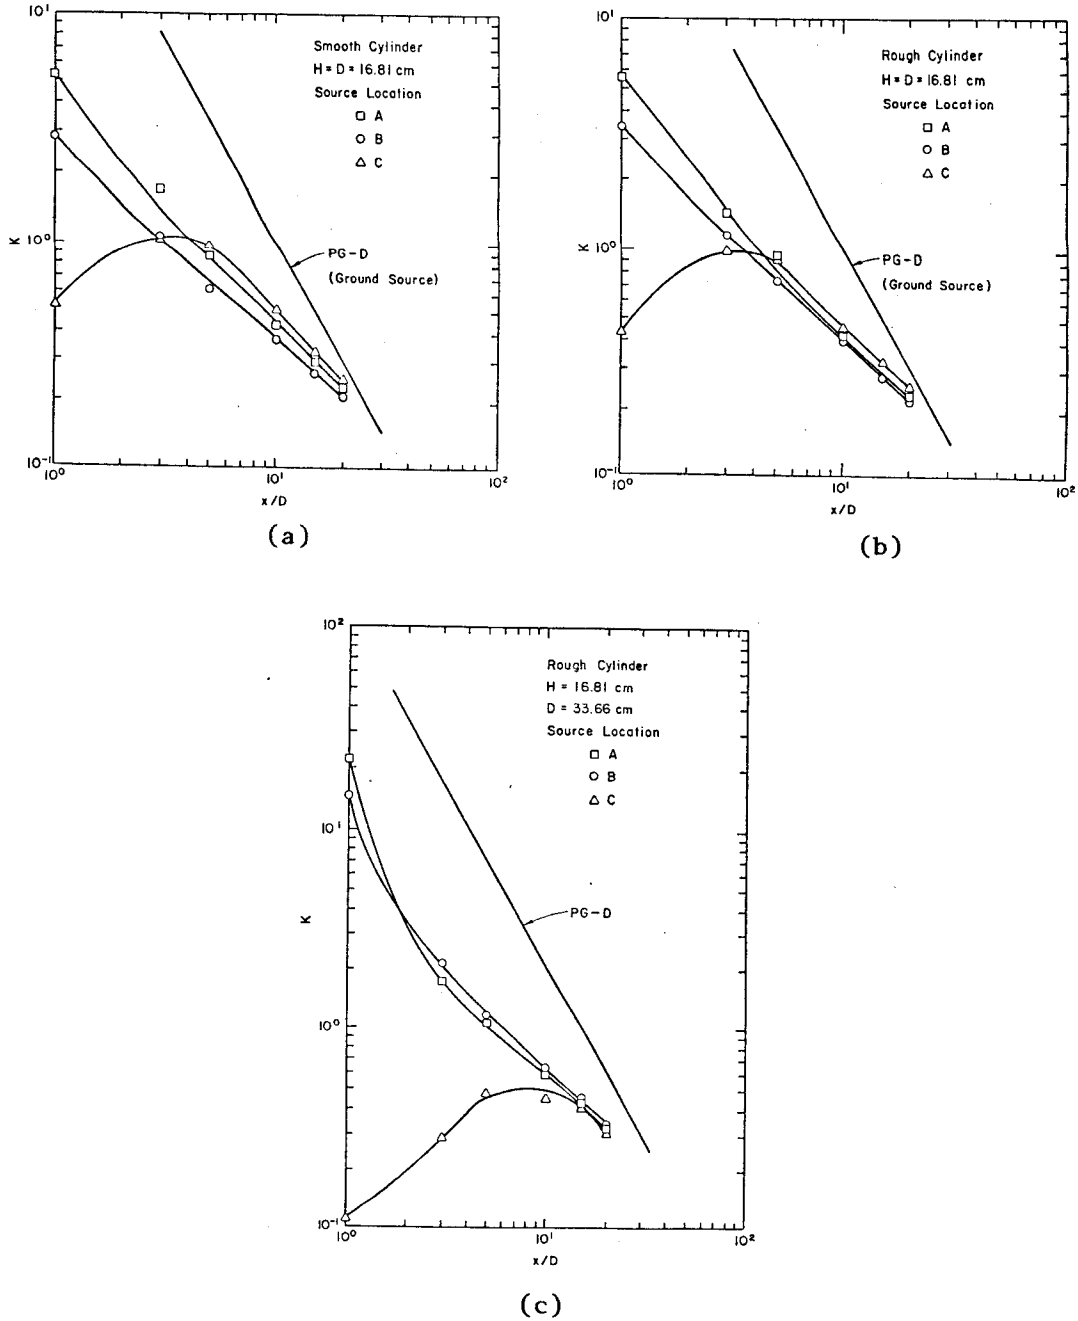 10¹
Smooth Cylinder
H = D = 16.81 cm
Source Location
□ A
○ B
△ C
K
10⁰
PG-D
(Ground Source)
10⁻¹
10⁰
10¹
10²
x/D
(a)
10¹
Rough Cylinder
H = D = 16.81 cm
Source Location
□ A
○ B
△ C
K
10⁰
PG-D
(Ground Source)
10⁻¹
10⁰
10¹
10²
x/D
(b)
10²
Rough Cylinder
H = 16.81 cm
D = 33.66 cm
Source Location
□ A
○ B
△ C
10¹
K
PG-D
10⁰
10⁻¹
10⁰
10¹
10²
x/D
(c)